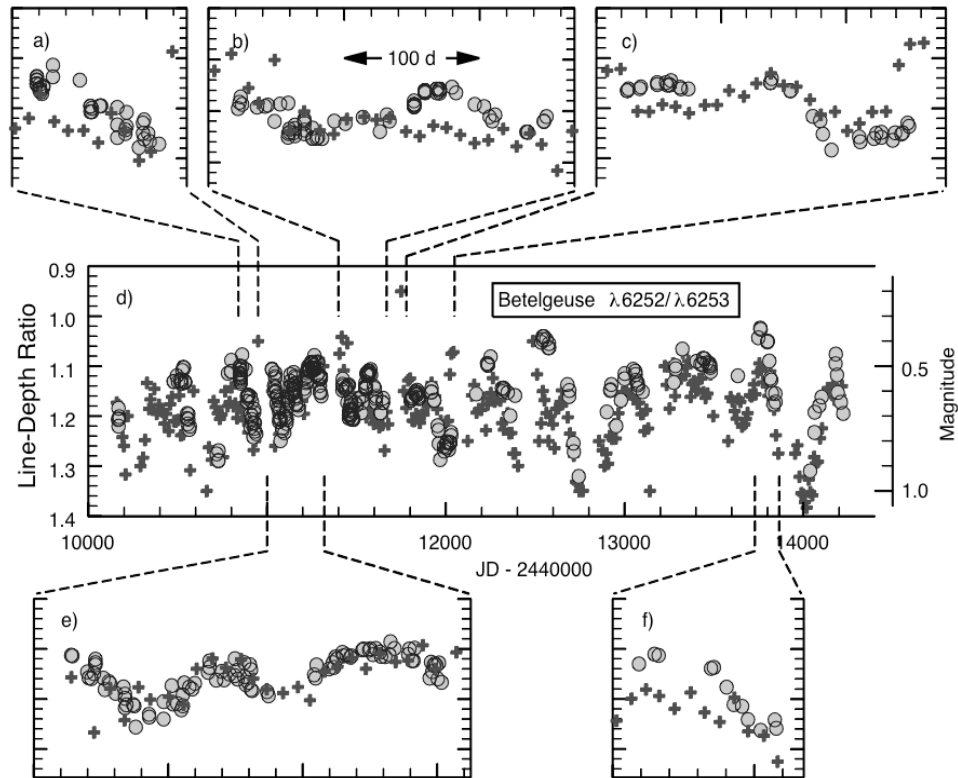 a)
b)
100 d
c)
d)
Betelgeuse λ6252/λ6253
0.9
1.0
1.1
1.2
1.3
1.4
Line-Depth Ratio
0.5
1.0
Magnitude
10000
12000
13000
14000
JD - 2440000
e)
f)